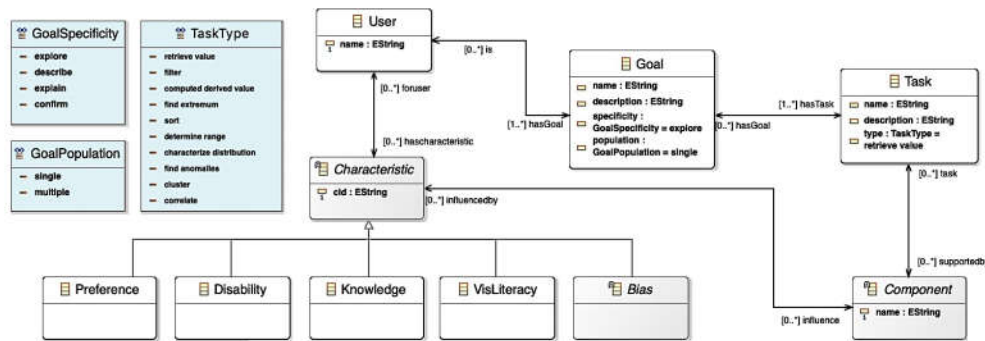 GoalSpecificity
explore
describe
explain
confirm
GoalPopulation
single
multiple
TaskType
retrieve value
filter
computed derived value
find extremum
sort
determine range
characterize distribution
find anomalies
cluster
correlate
User
name : EString
[0..*] is
[0..*] foruser
[1..*] hasGoal
[0..*] hascharacteristic
Goal
name : EString
description : EString
specificity :
GoalSpecificity = explore
population :
GoalPopulation = single
[1..*] hasTask
[0..*] hasGoal
Task
name : EString
description : EString
type : TaskType =
retrieve value
[0..*] task
Characteristic
cId : EString
[0..*] influencedby
[0..*] supportedby
Preference
Disability
Knowledge
VisLiteracy
Bias
[0..*] influence
Component
name : EString